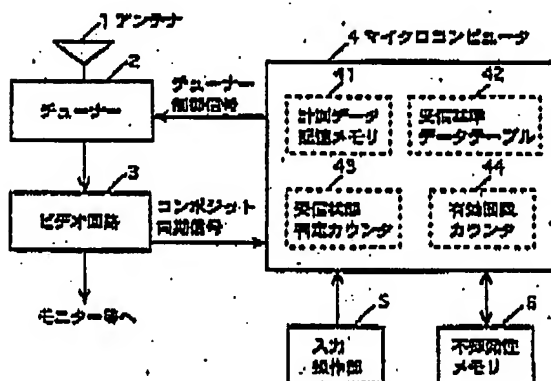 1 アンテナ
2
チューナー
チューナー
制御信号
4 マイクロコンピュータ
41
計測データ
記憶メモリ
42
受信基準
データテーブル
43
受信状態
判定カウンタ
44
有効回数
カウンタ
3
ビデオ回路
コンポジット
同期信号
モニター等へ
5
入力
操作部
6
不揮発性
メモリ